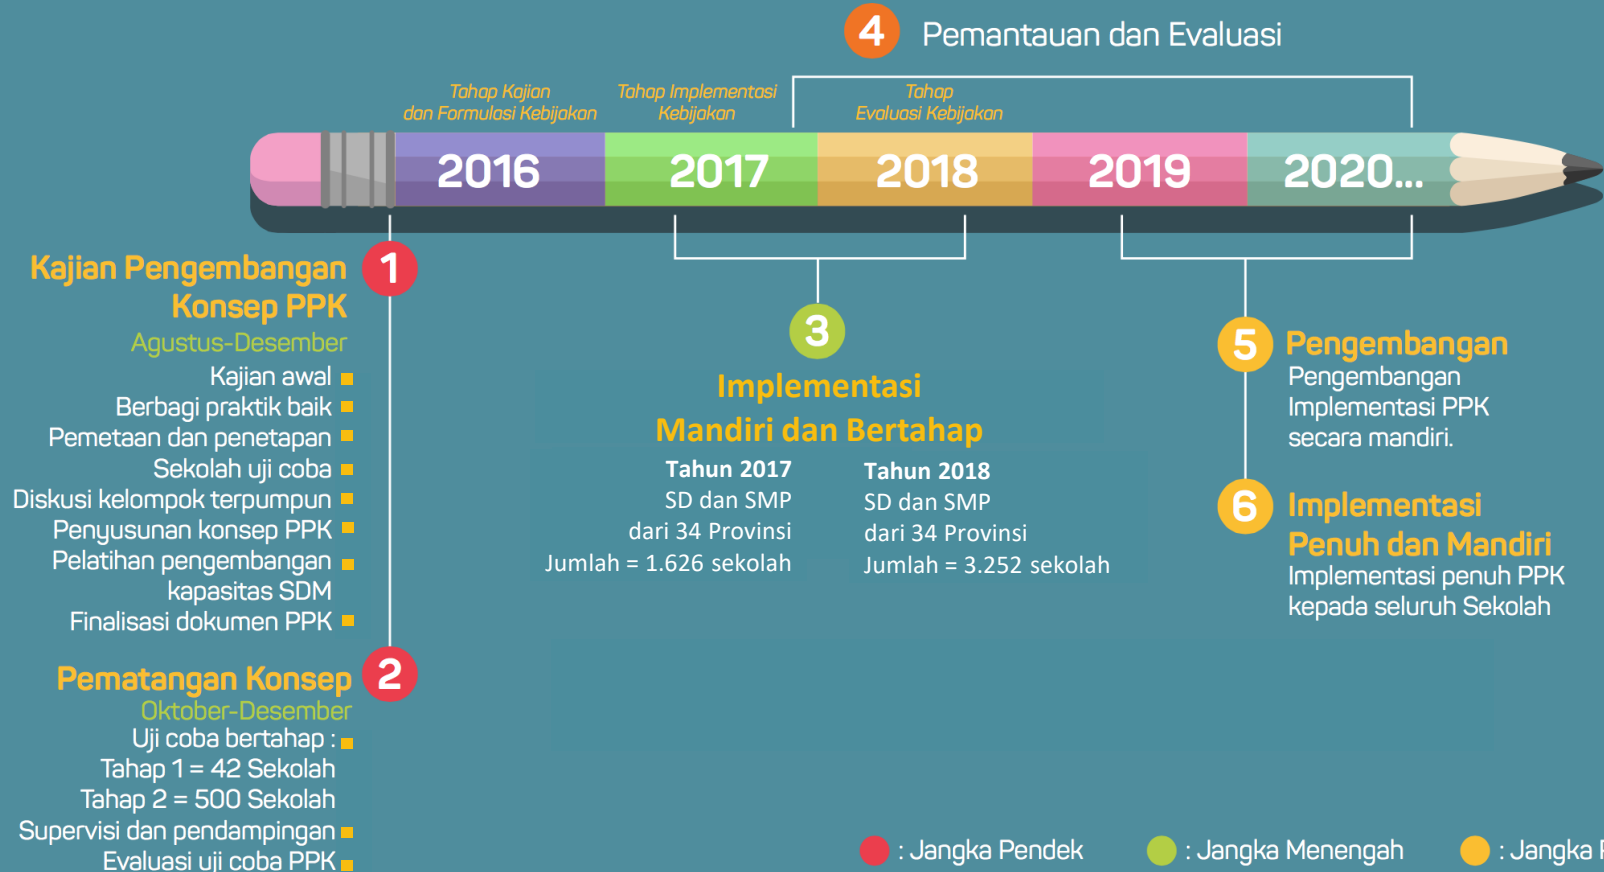 4 Pemantauan dan Evaluasi
Tahap Kajian
dan Formulasi Kebijakan
Tahap Implementasi
Kebijakan
Tahap
Evaluasi Kebijakan
2016
2017
2018
2019
2020...
1
Kajian Pengembangan
Konsep PPK
Agustus-Desember
Kajian awal
Berbagi praktik baik
Pemetaan dan penetapan
Sekolah uji coba
Diskusi kelompok terpumpun
Penyusunan konsep PPK
Pelatihan pengembangan
kapasitas SDM
Finalisasi dokumen PPK
2
Pematangan Konsep
Oktober-Desember
Uji coba bertahap :
Tahap 1 = 42 Sekolah
Tahap 2 = 500 Sekolah
Supervisi dan pendampingan
Evaluasi uji coba PPK
3
Implementasi
Mandiri dan Bertahap
Tahun 2017
SD dan SMP
dari 34 Provinsi
Jumlah = 1.626 sekolah
Tahun 2018
SD dan SMP
dari 34 Provinsi
Jumlah = 3.252 sekolah
5 Pengembangan
Pengembangan
Implementasi PPK
secara mandiri.
6 Implementasi
Penuh dan Mandiri
Implementasi penuh PPK
kepada seluruh Sekolah
: Jangka Pendek
: Jangka Menengah
: Jangka